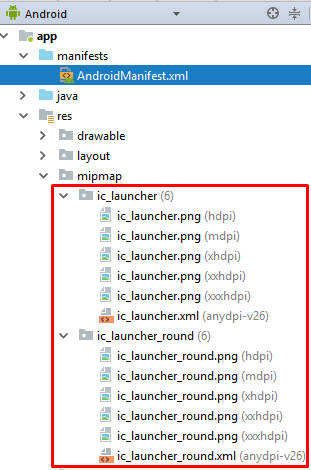 Android
app
manifests
AndroidManifest.xml
java
res
drawable
layout
mipmap
ic_launcher (6)
ic_launcher.png (hdpi)
ic_launcher.png (mdpi)
ic_launcher.png (xhdpi)
ic_launcher.png (xxhdpi)
ic_launcher.png (xxxhdpi)
ic_launcher.xml (anydpi-v26)
ic_launcher_round (6)
ic_launcher_round.png (hdpi)
ic_launcher_round.png (mdpi)
ic_launcher_round.png (xhdpi)
ic_launcher_round.png (xxhdpi)
ic_launcher_round.png (xxxhdpi)
ic_launcher_round.xml (anydpi-v26)